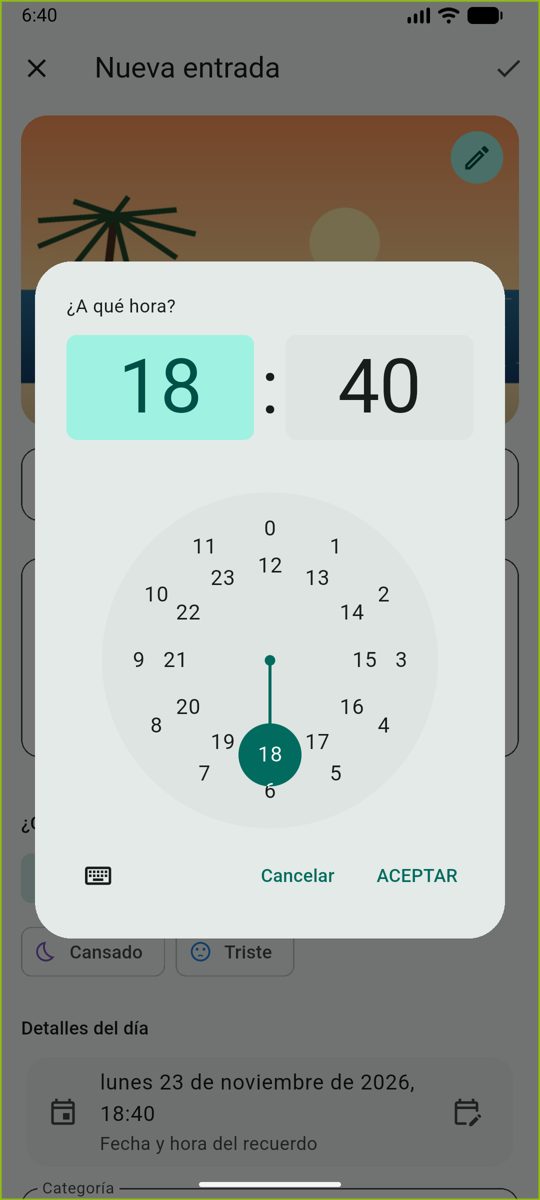 6:40
Nueva entrada
¿A qué hora?
18 : 40
0
11 1
12
23 13
10 2
22 14
9 21 15 3
20 16
8 4
19 17
18
7 5
6
Cancelar ACEPTAR
Cansado Triste
Detalles del día
lunes 23 de noviembre de 2026,
18:40
Fecha y hora del recuerdo
Categoría